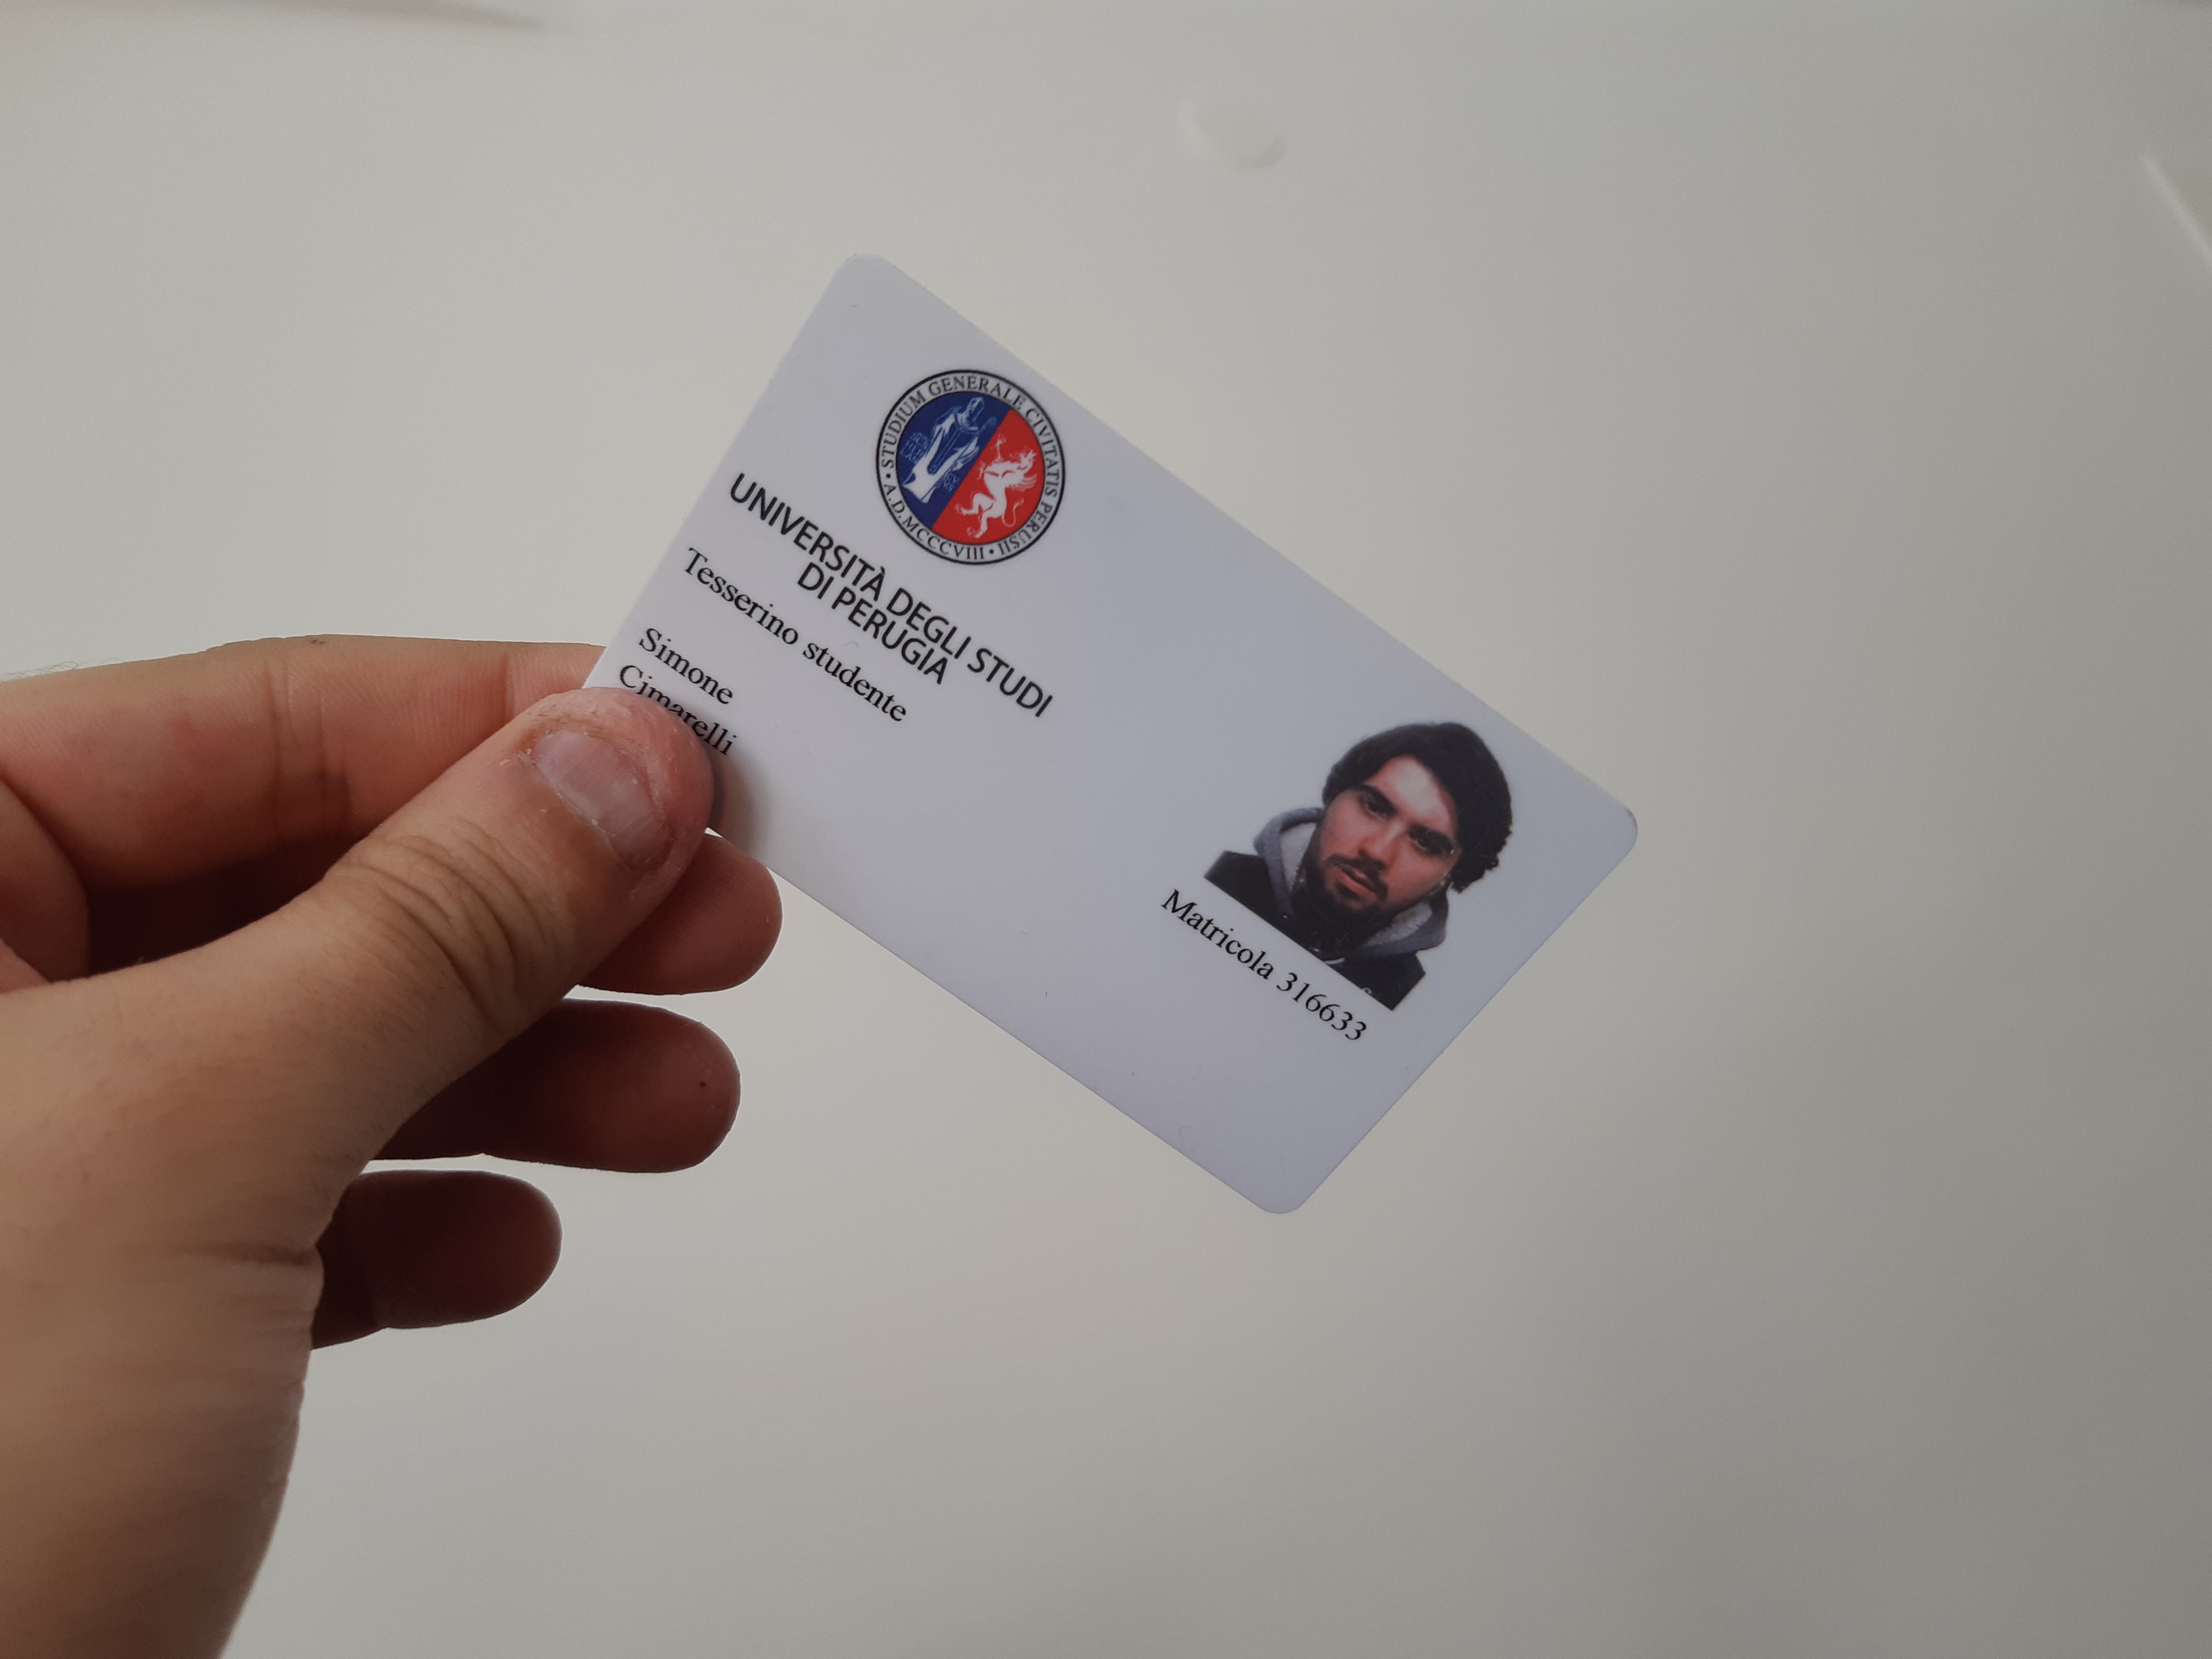 STUDIUM GENERALE CIVITATIS PERUSII • A.D. MCCCVIII •
UNIVERSITÀ DEGLI STUDI
DI PERUGIA
Tesserino studente
Simone
Cimarelli
Matricola 316633